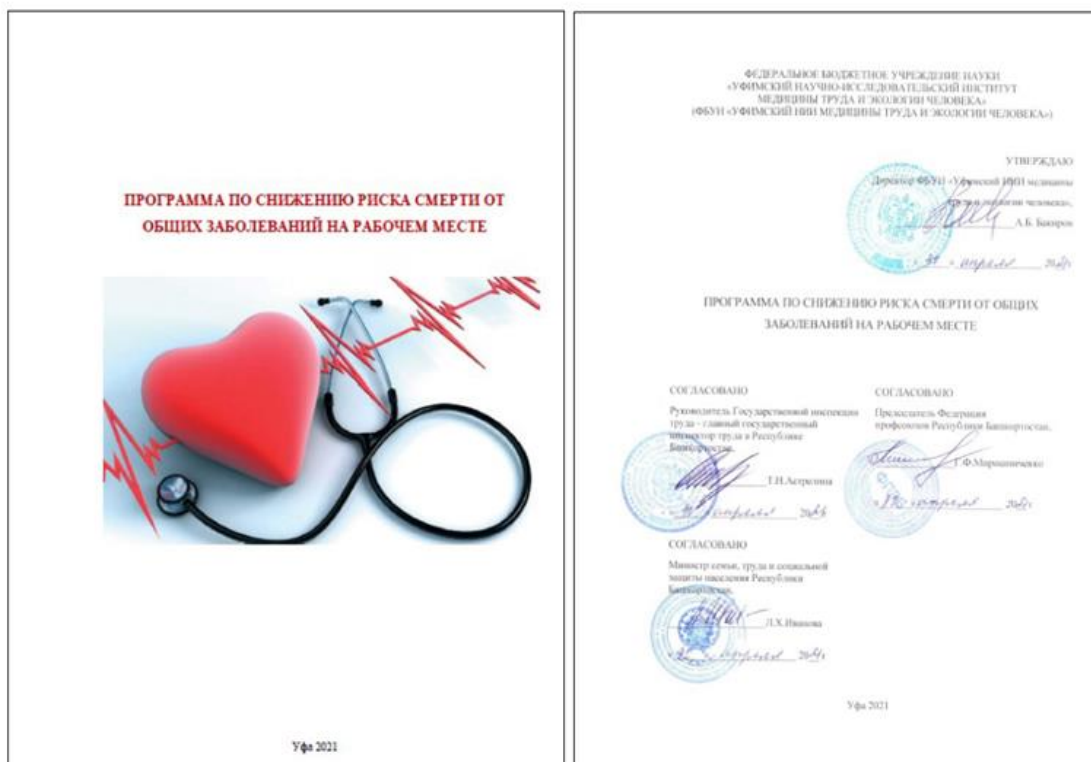 ПРОГРАММА ПО СНИЖЕНИЮ РИСКА СМЕРТИ ОТ
ОБЩИХ ЗАБОЛЕВАНИЙ НА РАБОЧЕМ МЕСТЕ
Уфа 2021
ФЕДЕРАЛЬНОЕ БЮДЖЕТНОЕ УЧРЕЖДЕНИЕ НАУКИ
«УФИМСКИЙ НАУЧНО-ИССЛЕДОВАТЕЛЬСКИЙ ИНСТИТУТ
МЕДИЦИНЫ ТРУДА И ЭКОЛОГИИ ЧЕЛОВЕКА»
(ФБУН «УФИМСКИЙ НИИ МЕДИЦИНЫ ТРУДА И ЭКОЛОГИИ ЧЕЛОВЕКА»)
УТВЕРЖДАЮ
Директор ФБУН «Уфимский НИИ медицины
труда и экологии человека»,
А.Б. Бакиров
апреля
ПРОГРАММА ПО СНИЖЕНИЮ РИСКА СМЕРТИ ОТ ОБЩИХ
ЗАБОЛЕВАНИЙ НА РАБОЧЕМ МЕСТЕ
СОГЛАСОВАНО
Руководитель Государственной инспекции
труда – главный государственный
инспектор труда в Республике
Башкортостан,
апреля
СОГЛАСОВАНО
Председатель Федерации
профсоюзов Республики Башкортостан,
апреля
СОГЛАСОВАНО
Министр семьи, труда и социальной
защиты населения Республики
Башкортостан,
Л.Х.Иванова
апреля
Уфа 2021